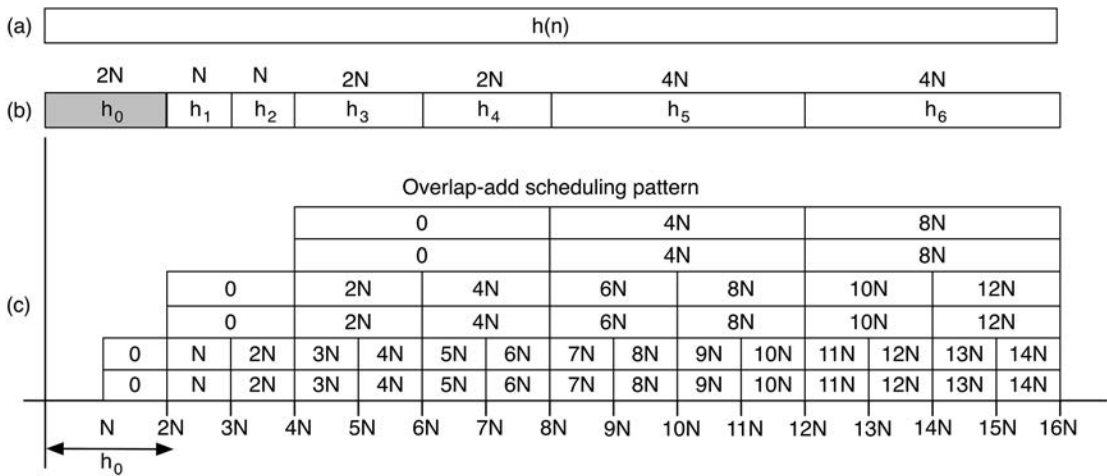 (a) h(n)
2N N N 2N 2N 4N 4N
(b) h0 h1 h2 h3 h4 h5 h6
Overlap-add scheduling pattern
0 4N 8N
0 4N 8N
(c) 0 2N 4N 6N 8N 10N 12N
0 2N 4N 6N 8N 10N 12N
0 N 2N 3N 4N 5N 6N 7N 8N 9N 10N 11N 12N 13N 14N
0 N 2N 3N 4N 5N 6N 7N 8N 9N 10N 11N 12N 13N 14N
N 2N 3N 4N 5N 6N 7N 8N 9N 10N 11N 12N 13N 14N 15N 16N
h0